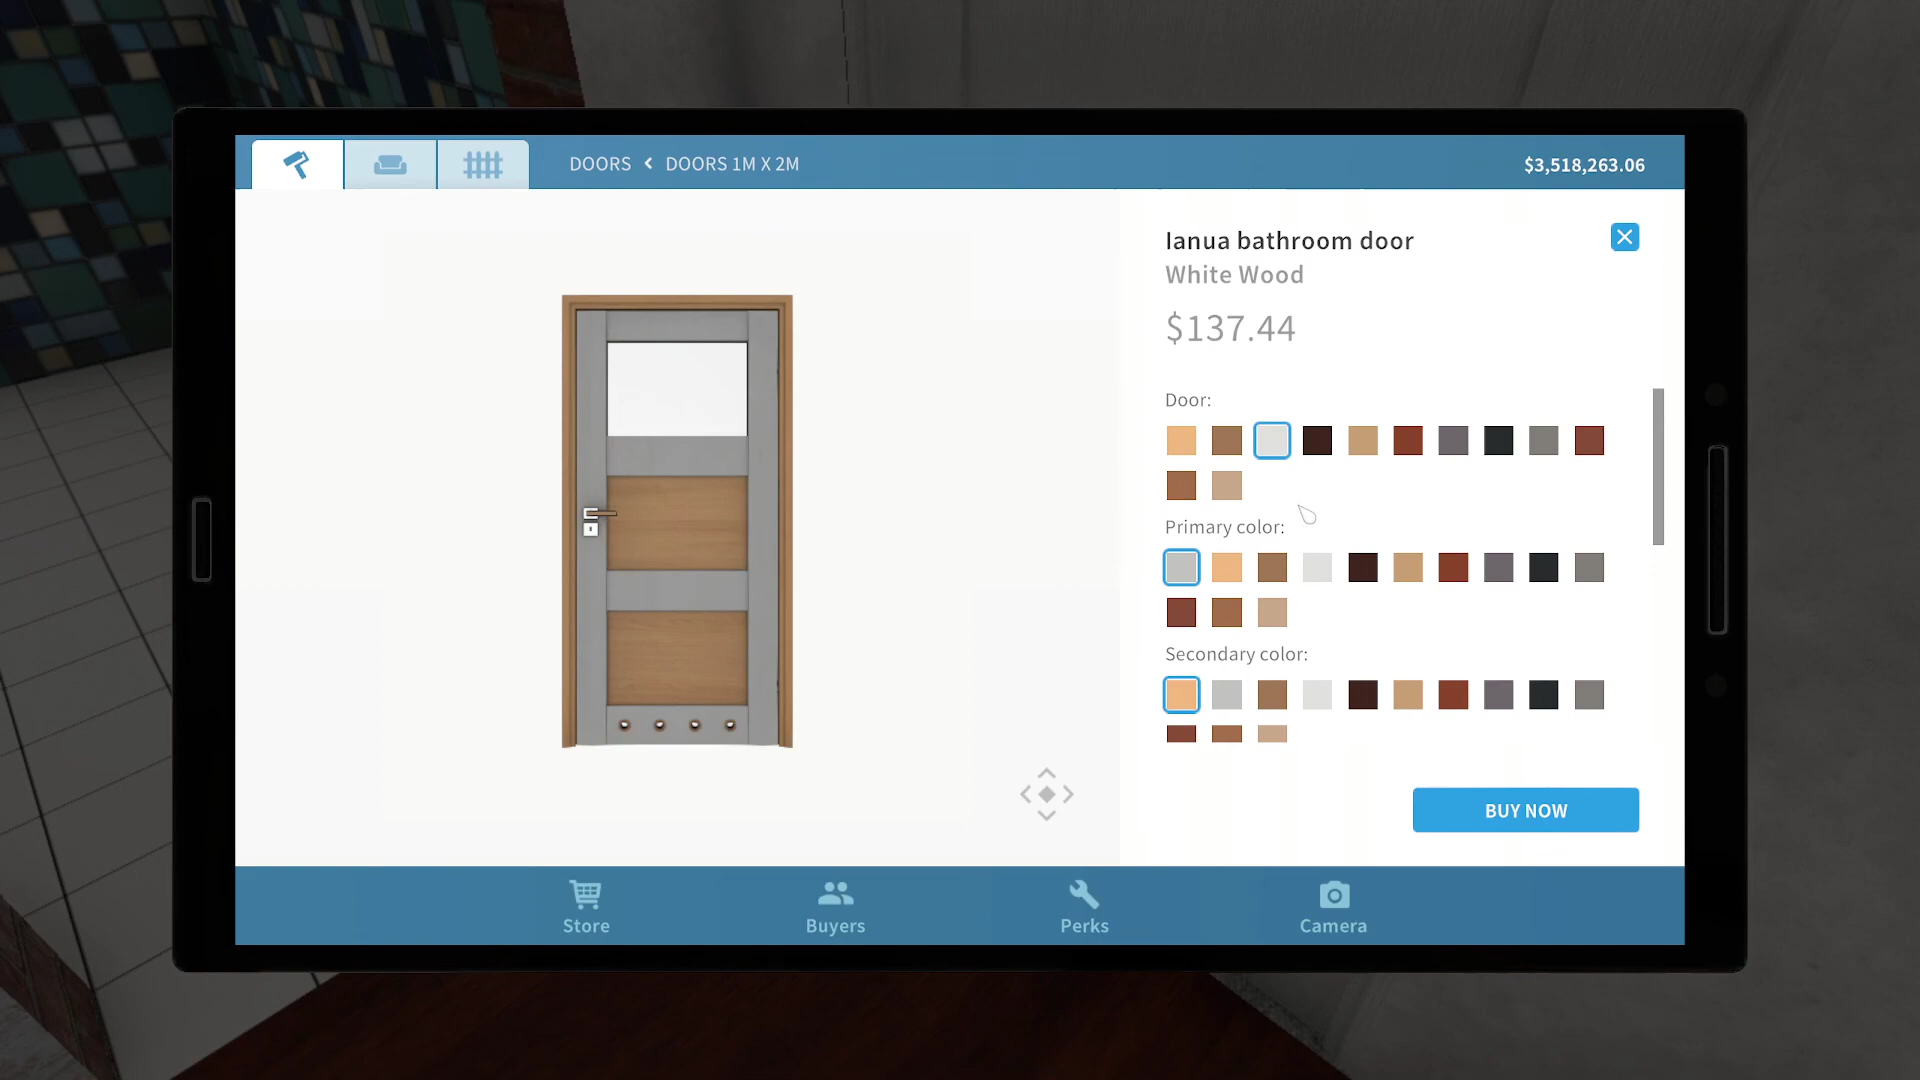 DOORS < DOORS 1M X 2M
$3,518,263.06
Ianua bathroom door
White Wood
$137.44
Door:
Primary color:
Secondary color:
BUY NOW
Store
Buyers
Perks
Camera